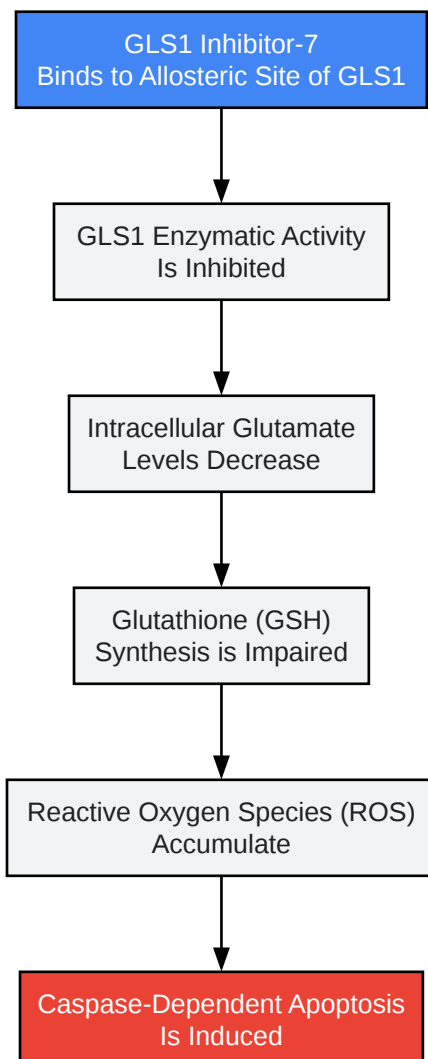 GLS1 Inhibitor-7
Binds to Allosteric Site of GLS1
GLS1 Enzymatic Activity
Is Inhibited
Intracellular Glutamate
Levels Decrease
Glutathione (GSH)
Synthesis is Impaired
Reactive Oxygen Species (ROS)
Accumulate
Caspase-Dependent Apoptosis
Is Induced